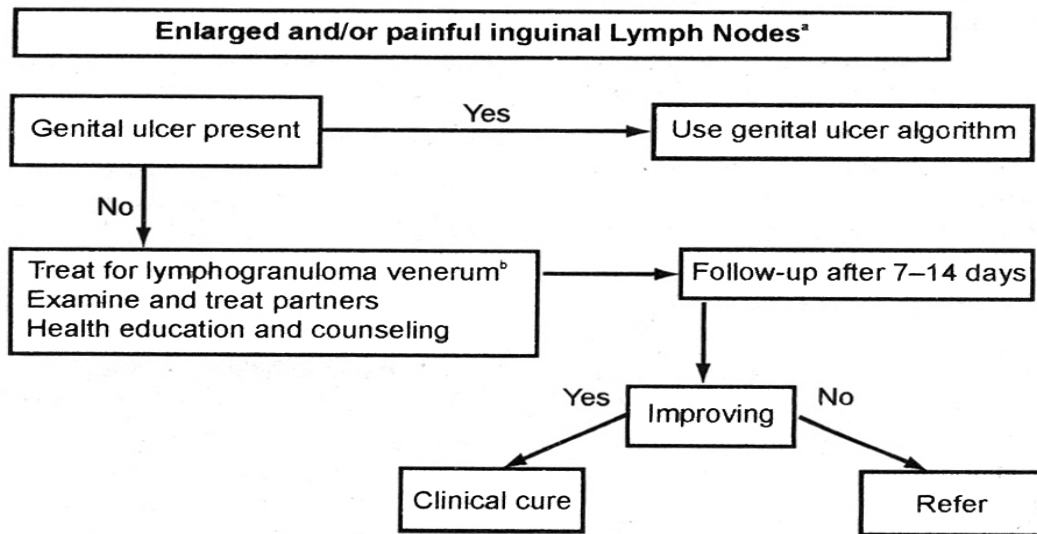 Enlarged and/or painful inguinal Lymph Nodesᵃ
Genital ulcer present
Yes
Use genital ulcer algorithm
No
Treat for lymphogranuloma venerumᵇ
Examine and treat partners
Health education and counseling
Follow-up after 7–14 days
Yes
Improving
No
Clinical cure
Refer